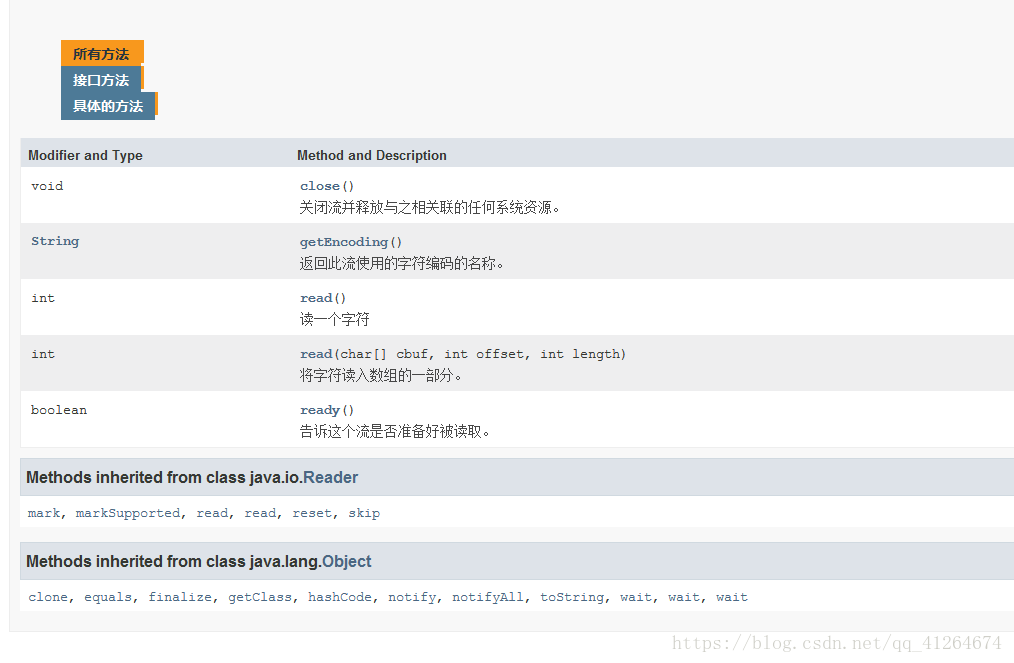 所有方法
接口方法
具体的方法
Modifier and Type Method and Description
void close()
关闭流并释放与之相关联的任何系统资源。
String getEncoding()
返回此流使用的字符编码的名称。
int read()
读一个字符
int read(char[] cbuf, int offset, int length)
将字符读入数组的一部分。
boolean ready()
告诉这个流是否准备好被读取。
Methods inherited from class java.io.Reader
mark, markSupported, read, read, reset, skip
Methods inherited from class java.lang.Object
clone, equals, finalize, getClass, hashCode, notify, notifyAll, toString, wait, wait, wait
https://blog.csdn.net/qq_41264674